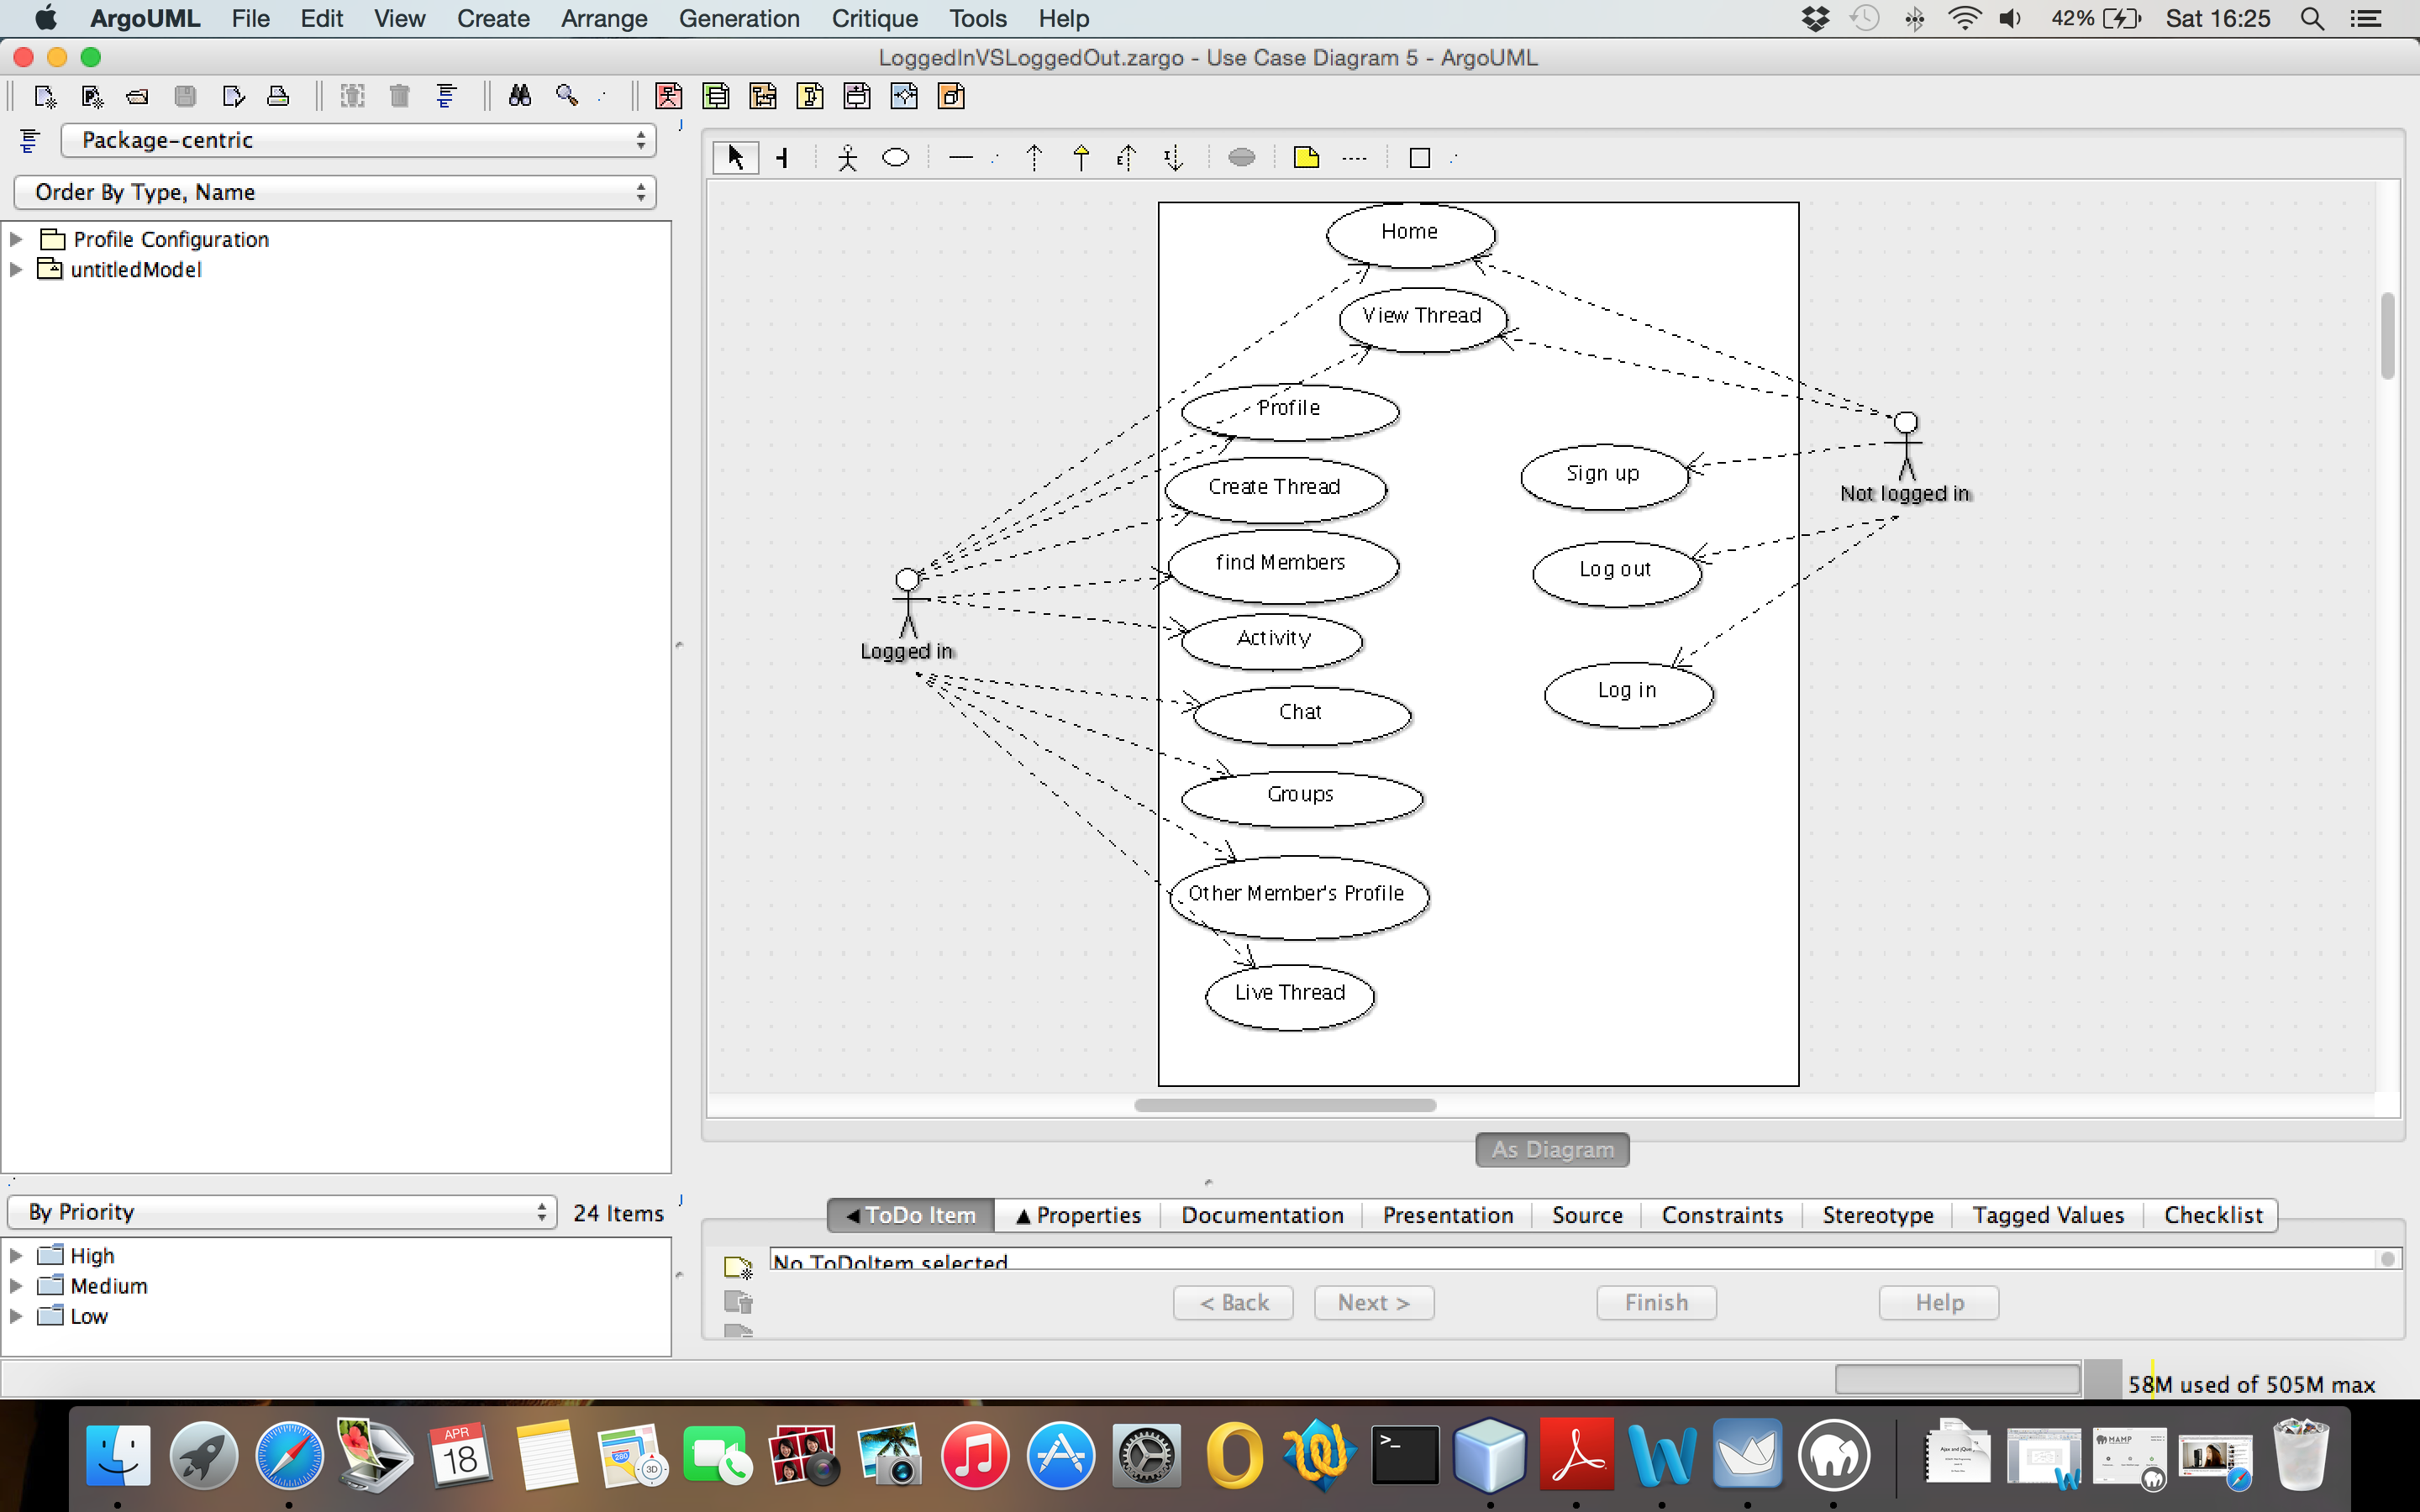 ArgoUML File Edit View Create Arrange Generation Critique Tools Help 42% Sat 16:25
LoggedInVSLoggedOut.zargo - Use Case Diagram 5 - ArgoUML
Package-centric
Order By Type, Name
Profile Configuration
untitledModel
Home
View Thread
Profile
Create Thread
find Members
Activity
Chat
Groups
Other Member's Profile
Live Thread
Sign up
Log out
Log in
Logged in
Not logged in
As Diagram
By Priority 24 Items
High
Medium
Low
ToDo Item Properties Documentation Presentation Source Constraints Stereotype Tagged Values Checklist
No ToDoItem selected
< Back Next > Finish Help
58M used of 505M max
APR
18
280
3D
MAMP